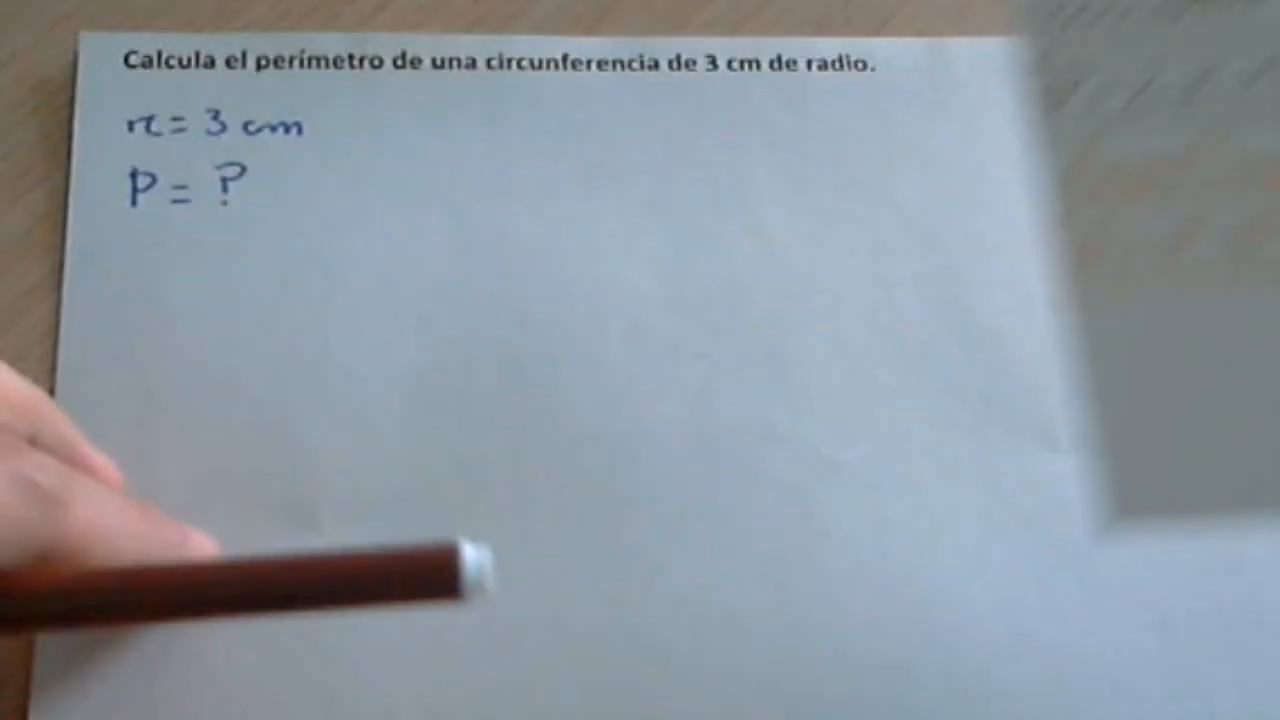 Calcula el perímetro de una circunferencia de 3 cm de radio.
r = 3 cm
P = ?